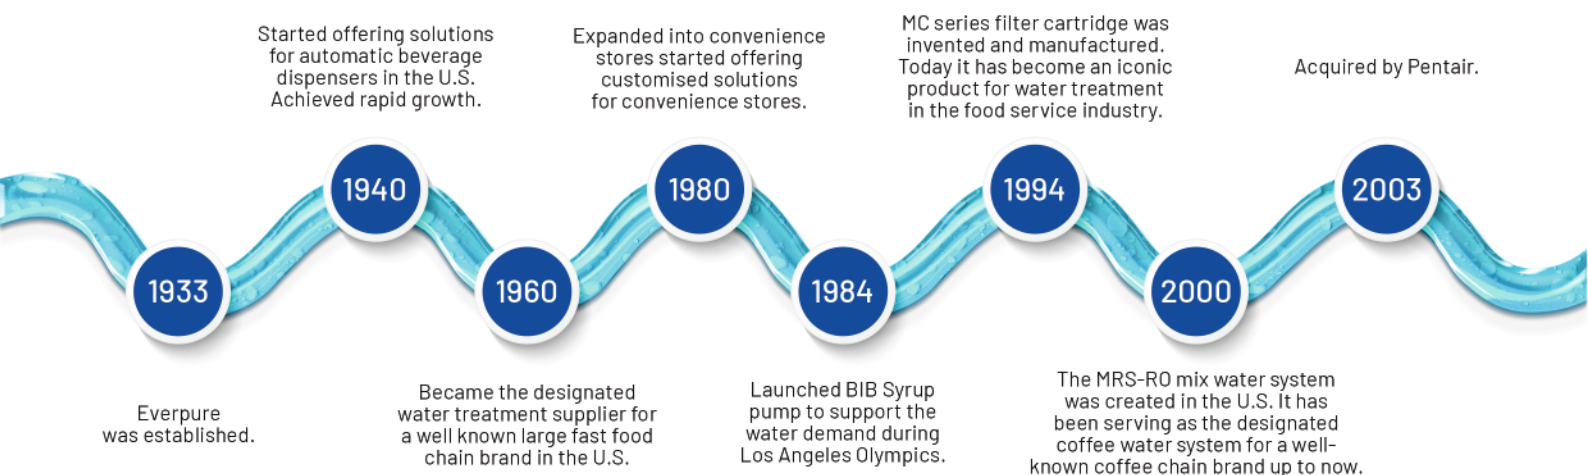 Everpure
was established.
1933
Started offering solutions
for automatic beverage
dispensers in the U.S.
Achieved rapid growth.
1940
1960
Became the designated
water treatment supplier for
a well known large fast food
chain brand in the U.S.
Expanded into convenience
stores started offering
customised solutions
for convenience stores.
1980
1984
Launched BIB Syrup
pump to support the
water demand during
Los Angeles Olympics.
MC series filter cartridge was
invented and manufactured.
Today it has become an iconic
product for water treatment
in the food service industry.
1994
2000
The MRS-RO mix water system
was created in the U.S. It has
been serving as the designated
coffee water system for a well-
known coffee chain brand up to now.
Acquired by Pentair.
2003